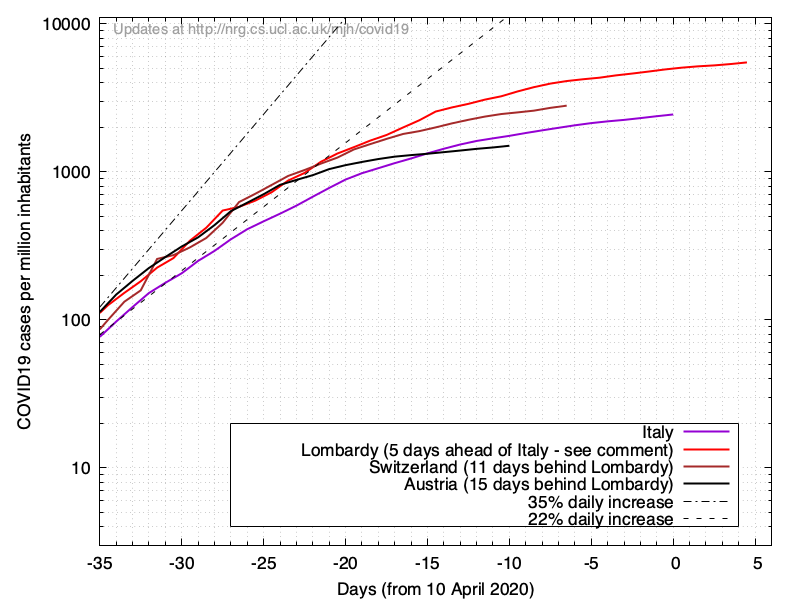 Updates at http://nrg.cs.ucl.ac.uk/mjh/covid19
10000
1000
100
10
COVID19 cases per million inhabitants
Italy
Lombardy (5 days ahead of Italy - see comment)
Switzerland (11 days behind Lombardy)
Austria (15 days behind Lombardy)
35% daily increase
22% daily increase
-35 -30 -25 -20 -15 -10 -5 0 5
Days (from 10 April 2020)